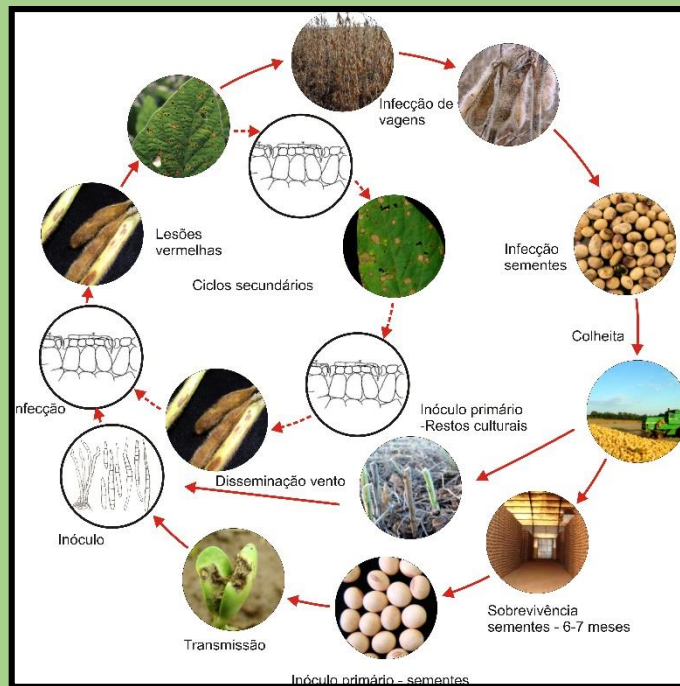 Infecção de
vagens
Lesões
vermelhas
Infecção
sementes
Ciclos secundários
Colheita
nfecção
Inóculo primário
-Restos culturais
Disseminação vento
Inóculo
Transmissão
Sobrevivência
sementes - 6-7 meses
Inóculo primário - sementes